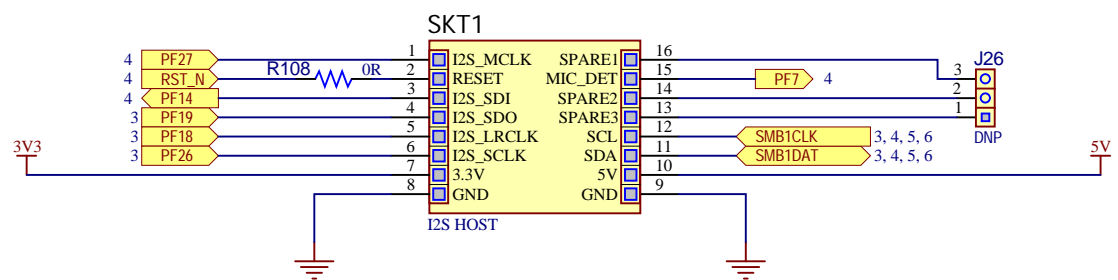 SKT1
4 PF27 1 I2S_MCLK SPARE1 16
4 RST_N R108 0R 2 RESET MIC_DET 15 PF7 4
4 PF14 3 I2S_SDI SPARE2 14
3 PF19 4 I2S_SDO SPARE3 13
3 PF18 5 I2S_LRCLK SCL 12 SMB1CLK 3, 4, 5, 6
3 PF26 6 I2S_SCLK SDA 11 SMB1DAT 3, 4, 5, 6
3V3 7 3.3V 5V 10 5V
8 GND GND 9
I2S HOST
J26
3
2
1
DNP